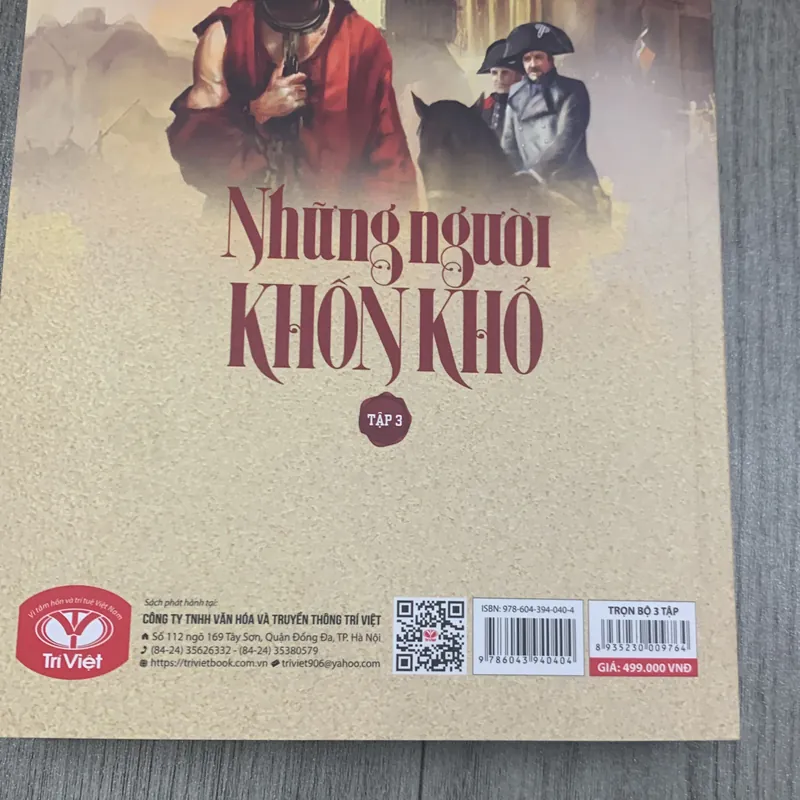 Những người
KHỐN KHỔ
TẬP 3
Vì tâm hồn và trí tuệ Việt Nam
Trí Việt
Sách phát hành tại:
CÔNG TY TNHH VĂN HÓA VÀ TRUYỀN THÔNG TRÍ VIỆT
Số 112 ngõ 169 Tây Sơn, Quận Đống Đa, TP. Hà Nội
(84-24) 35626332 - (84-24) 35380579
https://trivietbook.com.vn triviet906@yahoo.com
ISBN: 978-604-394-040-4
9 786043 940404
TRỌN BỘ 3 TẬP
8 935230 009764
GIÁ: 499.000 VNĐ